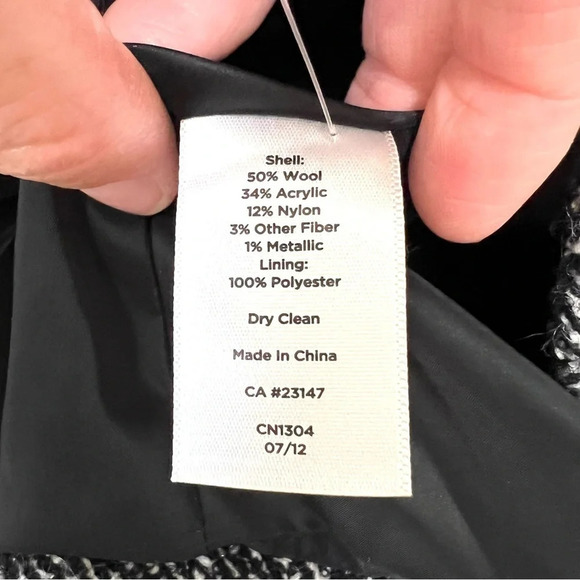 Shell:
50% Wool
34% Acrylic
12% Nylon
3% Other Fiber
1% Metallic
Lining:
100% Polyester
Dry Clean
Made In China
CA #23147
CN1304
07/12